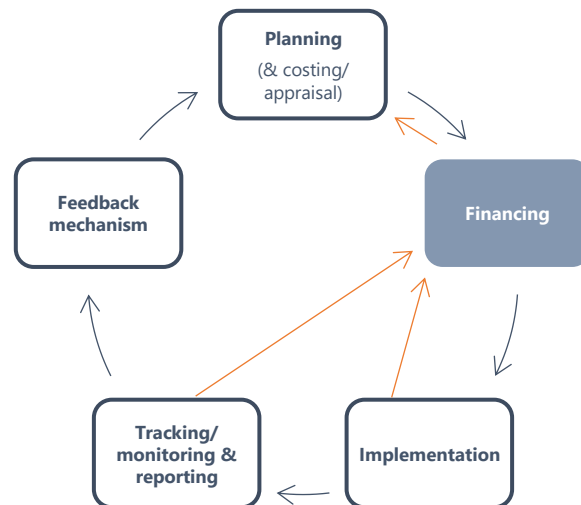 Planning
(& costing/
appraisal)
Financing
Feedback
mechanism
Tracking/
monitoring &
reporting
Implementation